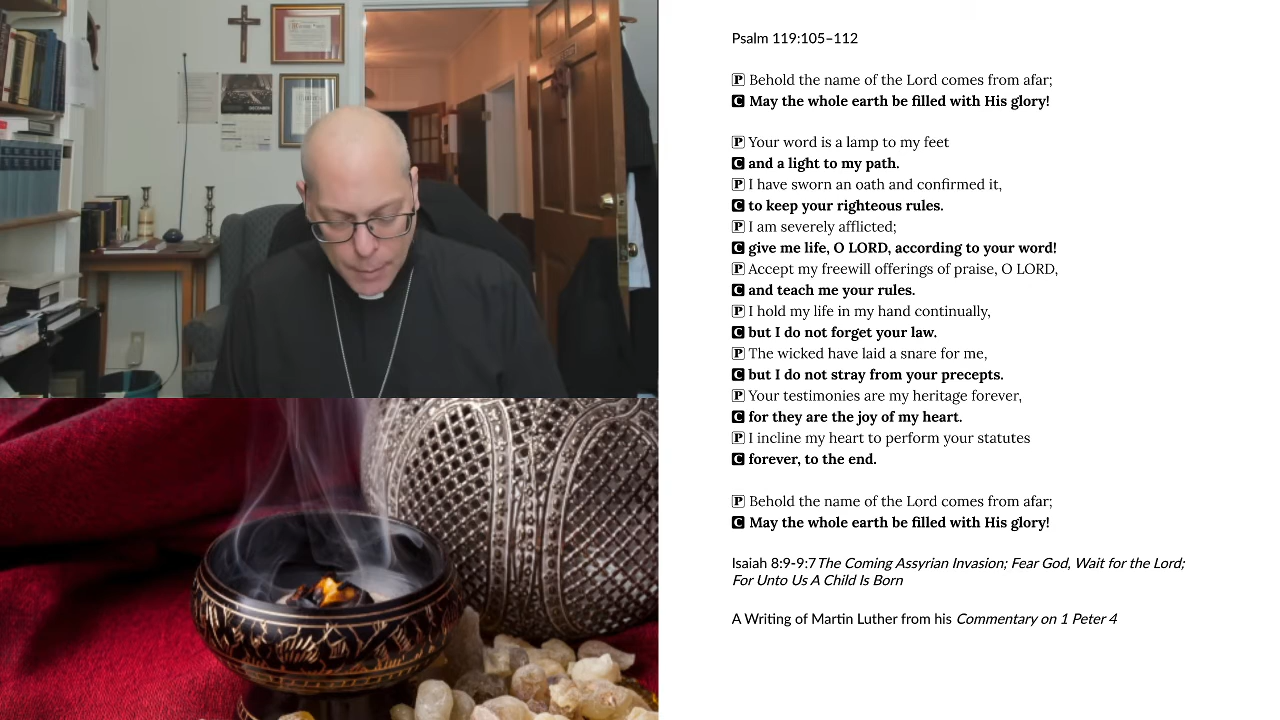 Psalm 119:105–112
P Behold the name of the Lord comes from afar;
C May the whole earth be filled with His glory!
P Your word is a lamp to my feet
C and a light to my path.
P I have sworn an oath and confirmed it,
C to keep your righteous rules.
P I am severely afflicted;
C give me life, O LORD, according to your word!
P Accept my freewill offerings of praise, O LORD,
C and teach me your rules.
P I hold my life in my hand continually,
C but I do not forget your law.
P The wicked have laid a snare for me,
C but I do not stray from your precepts.
P Your testimonies are my heritage forever,
C for they are the joy of my heart.
P I incline my heart to perform your statutes
C forever, to the end.
P Behold the name of the Lord comes from afar;
C May the whole earth be filled with His glory!
Isaiah 8:9-9:7 The Coming Assyrian Invasion; Fear God, Wait for the Lord;
For Unto Us A Child Is Born
A Writing of Martin Luther from his Commentary on 1 Peter 4